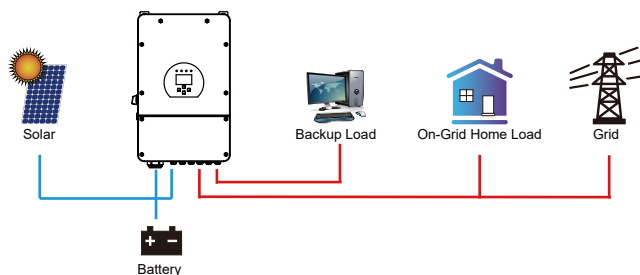 Solar
Backup Load
On-Grid Home Load
Grid
Battery